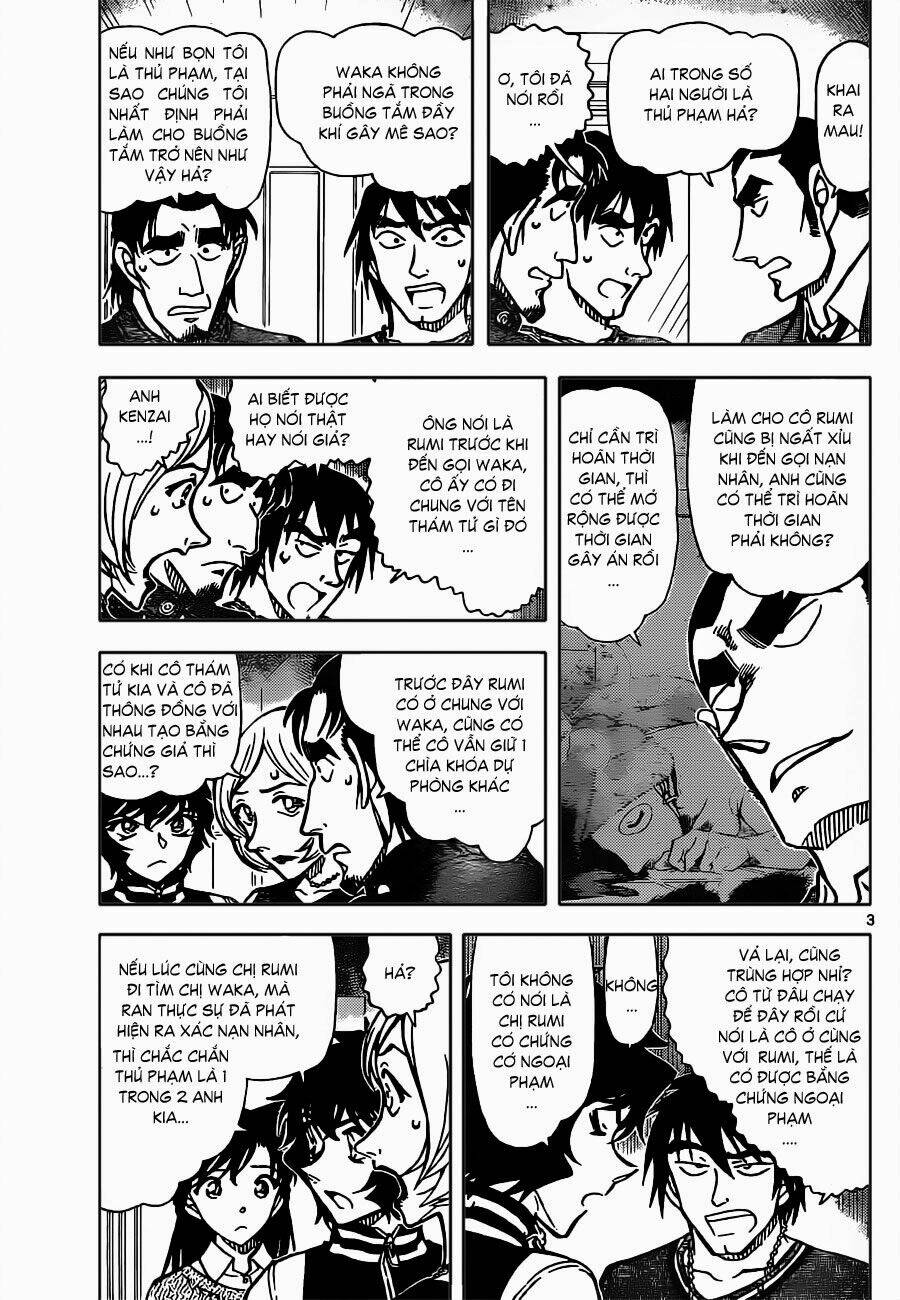 KHAI
RA
MAU!
AI TRONG SỐ
HAI NGƯỜI LÀ
THỦ PHẠM HẢ?
Ơ, TÔI ĐÃ
NÓI RỒI
...
WAKA KHÔNG
PHẢI NGÃ TRONG
BUỒNG TẮM ĐẦY
KHÍ GÂY MÊ SAO?
NẾU NHƯ BỌN TÔI
LÀ THỦ PHẠM, TẠI
SAO CHÚNG TÔI
NHẤT ĐỊNH PHẢI
LÀM CHO BUỒNG
TẮM TRỞ NÊN NHƯ
VẬY HẢ?
LÀM CHO CÔ RUMI
CŨNG BỊ NGẤT XỈU
KHI ĐẾN GỌI NẠN
NHÂN, ANH CŨNG
CÓ THỂ TRÌ HOÃN
THỜI GIAN
PHẢI KHÔNG?
CHỈ CẦN TRÌ
HOÃN THỜI
GIAN, THÌ
CÓ THỂ MỞ
RỘNG ĐƯỢC
THỜI GIAN
GÂY ÁN RỒI
...
ÔNG NÓI LÀ
RUMI TRƯỚC KHI
ĐẾN GỌI WAKA,
CÔ ẤY CÓ ĐI
CHUNG VỚI TÊN
THÁM TỬ GÌ ĐÓ
...
AI BIẾT ĐƯỢC
HỌ NÓI THẬT
HAY NÓI GIẢ?
ANH
KENZAI
...!
TRƯỚC ĐÂY RUMI
CÓ Ở CHUNG VỚI
WAKA, CŨNG CÓ
THỂ CÔ VẪN GIỮ 1
CHÌA KHÓA DỰ
PHÒNG KHÁC
...
CÓ KHI CÔ THÁM
TỬ KIA VÀ CÔ ĐÃ
THÔNG ĐỒNG VỚI
NHAU TẠO BẰNG
CHỨNG GIẢ THÌ
SAO...?
3
VẢ LẠI, CŨNG
TRÙNG HỢP NHỈ?
CÔ TỪ ĐÂU CHẠY
ĐẾ ĐÂY RỒI CỨ
NÓI LÀ CÔ Ở CÙNG
VỚI RUMI, THẾ LÀ
CÓ ĐƯỢC BẰNG
CHỨNG NGOẠI
PHẠM
....
KHÔNG
...
TÔI KHÔNG
CÓ NÓI LÀ
CHỊ RUMI
CÓ CHỨNG
CỚ NGOẠI
PHẠM
...
HẢ?
NẾU LÚC CÙNG CHỊ RUMI
ĐI TÌM CHỊ WAKA, MÀ
RAN THỰC SỰ ĐÃ PHÁT
HIỆN RA XÁC NẠN NHÂN,
THÌ CHẮC CHẮN
THỦ PHẠM LÀ 1
TRONG 2 ANH
KIA...